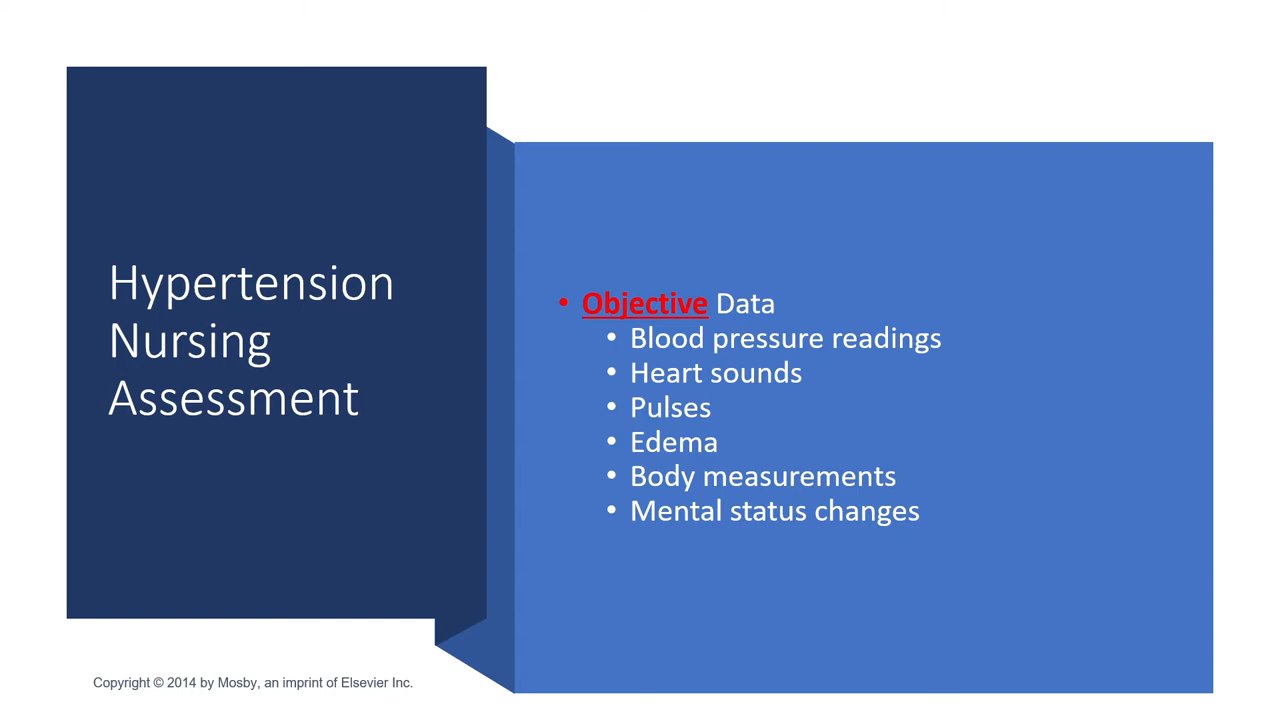 Hypertension
Nursing
Assessment
• Objective Data
• Blood pressure readings
• Heart sounds
• Pulses
• Edema
• Body measurements
• Mental status changes
Copyright © 2014 by Mosby, an imprint of Elsevier Inc.